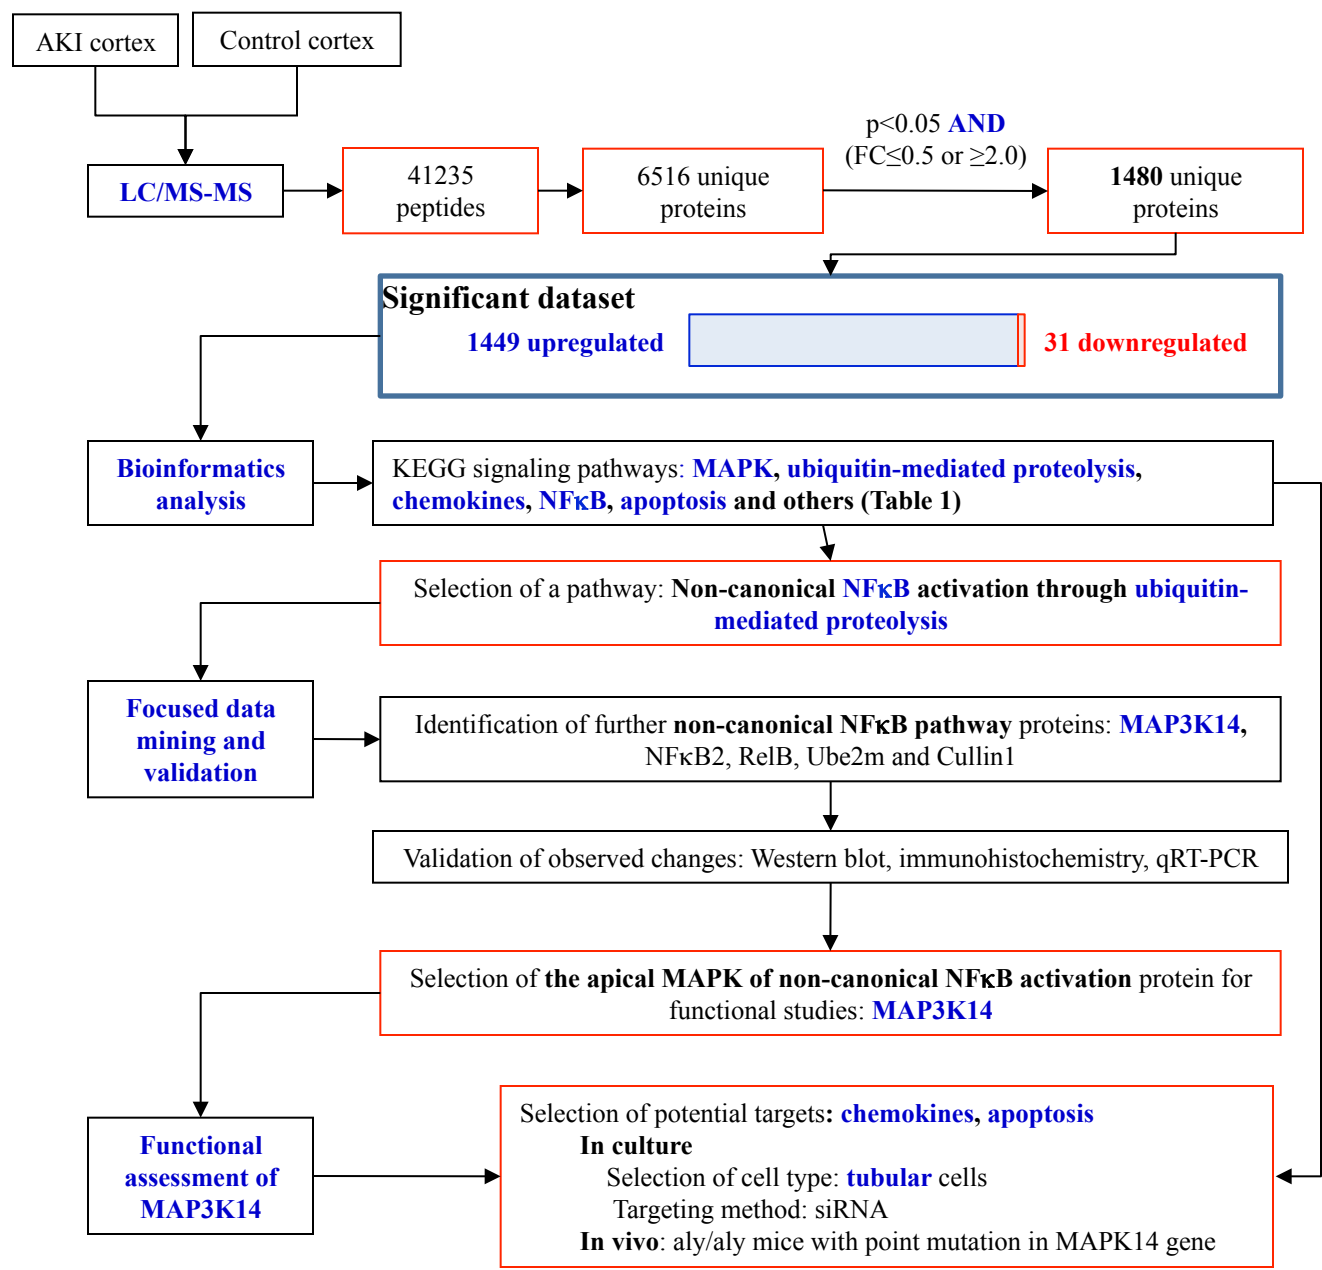 AKI cortex
Control cortex
p<0.05 AND
(FC≤0.5 or ≥2.0)
LC/MS-MS
41235
peptides
6516 unique
proteins
1480 unique
proteins
Significant dataset
1449 upregulated
31 downregulated
Bioinformatics
analysis
KEGG signaling pathways: MAPK, ubiquitin-mediated proteolysis,
chemokines, NFκB, apoptosis and others (Table 1)
Selection of a pathway: Non-canonical NFκB activation through ubiquitin-
mediated proteolysis
Focused data
mining and
validation
Identification of further non-canonical NFκB pathway proteins: MAP3K14,
NFκB2, RelB, Ube2m and Cullin1
Validation of observed changes: Western blot, immunohistochemistry, qRT-PCR
Selection of the apical MAPK of non-canonical NFκB activation protein for
functional studies: MAP3K14
Functional
assessment of
MAP3K14
Selection of potential targets: chemokines, apoptosis
In culture
Selection of cell type: tubular cells
Targeting method: siRNA
In vivo: aly/aly mice with point mutation in MAPK14 gene